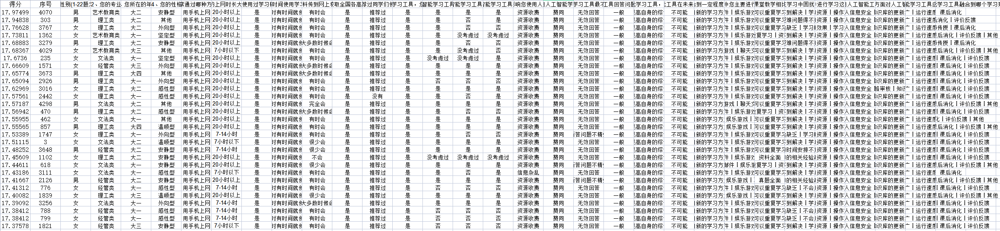 得分 序号 性别(1-22题为 2、您的专业 、您所在的年 4、您的性格 常通过哪种方 上网时长大 使用过学习 时间使用学习 料传到网上 取全国各高 荐过同学们 学习工具，您 智能学习工具 能学习工具 能学习工具 响您使用人 人工智能学 学习工具最 工具回答问题 学习工具， 工具在未来 到一定程度 中您主要进行 课堂教学相比 学习中困扰 进行学习这 人工智能工 方面对人工智 能学习工具 学习工具融合到哪个学习
17.97499 4070 男 艺术教育类 大二 安静型 用手机上网 20小时以上 是 时有时间就 有时会 是 推荐过 是 是 是 是 资源收费 赞同 无效回答 一般 提高自身的综 不可能 新的学习方 件┋娱乐游 可以重复学习 到解决┋学 资源┋操作 人信息安全 识库的更新 ┋运行速度 课后消化
17.94838 303 男 理工类 大二 其他 用手机上网 20小时以上 是 时有时间就 有时会 是 推荐过 是 是 否 是 资源收费 赞同 无效回答 一般 提高自身的综 不可能 新的学习方 件┋娱乐游 可以重复学习 难问题得不 资源┋操作 人信息安全 识库的更新 ┋运行速度 消化┋评价反馈
17.76628 3767 女 理工类 大二 外向型 用手机上网 20小时以上 是 时有时间就 有时会 是 推荐过 是 是 否 是 资源收费 赞同 无效回答 一般 提高自身的综 不可能 新的学习方 件┋娱乐游 可以重复学习 缺乏┋学习 效果┋学习 人信息安全 识库的更新 ┋运行速度 传授┋课后消化
17.73811 1362 女 艺术教育类 大一 坚定型 用手机上网 20小时以上 是 时有时间就 有时会 是 推荐过 是 是 没考虑过 没考虑过 资源收费 赞同 无效回答 一般 提高自身的综 不可能 新的学习方 件┋娱乐游 复学习┋资 到解决┋学 资源┋操作 人信息安全 识库的更新 ┋运行速度 后消化┋评价反馈┋其他
17.68883 3279 男 理工类 大二 安静型 用手机上网 20小时以上 是 时有时间就 大多数时候会 是 推荐过 是 是 否 否 资源收费 赞同 无效回答 一般 提高自身的综 不可能 新的学习方 件┋娱乐游 可以重复学习 难问题得不 资源┋操作 人信息安全 识库的更新 ┋运行速度 传授┋课后消化
17.68367 4029 女 艺术教育类 大三 其他 用手机上网 7小时以下 是 时有时间就 有时会 是 推荐过 是 是 没考虑过 否 资源收费 赞同 无效回答 一般 提高自身的综 不可能 新的学习方 游戏┋聊天 可以重复学习 到解决┋学 资源┋操作 人信息安全 识库的更新 ┋运行速度 后消化┋评价反馈┋其他
17.6736 235 女 文法类 大一 坚定型 用手机上网 20小时以上 是 时有时间就 有时会 是 推荐过 是 没考虑过 没考虑过 是 资源收费 赞同 无效回答 一般 提高自身的综 不可能 新的学习方 件┋娱乐游 可以重复学习 到解决┋学 资源┋操作 人信息安全 识库的更新 ┋运行速度 课后消化┋评价反馈
17.66609 1571 女 经管类 大三 外向型 用手机上网 20小时以上 是 时有时间就 大多数时候会 是 推荐过 是 是 是 是 资源收费 赞同 无效回答 一般 提高自身的综 不可能 新的学习方 件┋娱乐游 可以重复学习 到解决┋学 资源┋操作 人信息安全 识库的更新 ┋运行速度 课后消化┋评价反馈
17.65774 3673 男 理工类 大四 其他 用手机上网 20小时以上 是 时有时间就 大多数时候会 是 推荐过 是 是 是 是 资源收费 赞同 无效回答 一般 提高自身的综 不可能 新的学习方 件┋娱乐游 可以重复学习 到解决┋学 资源┋操作 人信息安全 识库的更新 ┋运行速度 课后消化┋评价反馈
17.65094 2926 男 理工类 大一 外向型 用手机上网 20小时以上 是 时有时间就 有时会 是 推荐过 是 否 否 是 资源收费 赞同 无效回答 一般 提高自身的综 不可能 新的学习方 件┋娱乐游 可以重复学习 到解决┋学 资源┋操作 人信息安全 识库的更新 ┋运行速度 课后消化┋评价反馈
17.62969 3016 女 理工类 大二 感性型 用手机上网 20小时以上 是 时有时间就 有时会 是 推荐过 是 是 是 是 资源收费 赞同 无效回答 一般 提高自身的综 不可能 新的学习方 件┋娱乐游 可以重复学习 到解决┋学 资源┋操作 人信息安全 格审核┋知识 ┋运行速度 课后消化┋评价反馈
17.57561 2442 女 理工类 大一 感性型 用手机上网 20小时以上 是 时有时间就 有时会 是 没有 是 是 否 是 资源收费 赞同 无效回答 一般 提高自身的综 不可能 新的学习方 件┋娱乐游 可以重复学习 到解决┋学 资源┋操作 人信息安全 识库的更新 ┋运行速度 课后消化┋评价反馈
17.57187 4298 男 文法类 大二 其他 用手机上网 20小时以上 是 时有时间就 完全会 是 推荐过 是 是 是 是 资源收费 赞同 无效回答 一般 提高自身的综 不可能 新的学习方 游戏┋聊天 可以重复学习 到解决┋学 资源┋操作 人信息安全 识库的更新 ┋运行速度 后消化┋评价反馈┋其他
17.56942 470 男 理工类 大二 感性型 用手机上网 20小时以上 是 时有时间就 大多数时候会 是 推荐过 是 是 否 否 资源收费 赞同 无效回答 一般 提高自身的综 不可能 新的学习方 件┋娱乐游 复学习┋资 到解决┋不 资源┋操作 人信息安全 识库的更新 ┋运行速度 课后消化┋评价反馈
17.55955 462 女 文法类 大一 其他 用手机上网 20小时以上 是 时有时间就 有时会 是 推荐过 是 是 是 是 资源收费 赞同 无效回答 一般 提高自身的综 不可能 新的学习方 娱乐游戏┋ 可以重复学习 到解决┋学 资源┋操作 人信息安全 识库的更新 ┋运行速度 化┋评价反馈┋其他
17.55565 857 男 理工类 大四 温顺型 用手机上网 20小时以上 是 时有时间就 有时会 是 推荐过 是 是 是 是 资源收费 赞同 无效回答 一般 提高自身的综 不可能 新的学习方 娱乐游戏┋ 可以重复学习 到解决┋学 资源┋操作 人信息安全 识库的更新 ┋运行速度 后消化┋评价反馈┋其他
17.53389 1747 女 理工类 大一 外向型 用手机上网 7-14小时 是 时有时间就 有时会 是 推荐过 是 是 是 是 资源收费 赞同 答问题不精 一般 提高自身的综 不可能 新的学习方 件┋娱乐游 可以重复学习 缺乏┋学习 资源┋操作 人信息安全 识库的更新 ┋运行速度 课后消化┋评价反馈
17.51115 3 女 文法类 大二 温顺型 用手机上网 7小时以下 是 时有时间就 很少会 是 推荐过 是 是 是 是 资源收费 赞同 无效回答 一般 提高自身的综 不可能 新的学习方 件┋娱乐游 可以重复学习 到解决┋学 资源┋操作 人信息安全 识库的更新 ┋运行速度 课后消化┋评价反馈
17.48252 3648 男 经管类 大二 安静型 用手机上网 7-14小时 是 时有时间就 很少会 是 推荐过 是 是 是 是 资源收费 赞同 无效回答 一般 提高自身的综 不可能 新的学习方 件┋娱乐游 可以重复学习 时间安排不 资源┋操作 人信息安全 识库的更新 ┋运行速度 课后消化┋评价反馈
17.45609 1102 女 理工类 大二 安静型 用手机上网 20小时以上 是 时有时间就 不会 是 推荐过 是 没考虑过 没考虑过 没考虑过 资源收费 赞同 无效回答 一般 提高自身的综 不可能 新的学习方 件┋娱乐游 资料全面 的相关经验 资源┋操作 人信息安全 识库的更新 ┋运行速度 课后消化┋评价反馈
17.44611 618 女 文法类 大一 安静型 用手机上网 20小时以上 是 时有时间就 很少会 是 推荐过 是 是 是 是 资源收费 赞同 答问题不精 一般 提高自身的综 不可能 新的学习方 邮件┋娱乐 复学习┋资 到解决┋学 资源┋操作 人信息安全 识库的更新 ┋运行速度 后消化┋评价反馈┋其他
17.43186 3111 女 文法类 大一 感性型 用手机上网 7小时以下 是 时有时间就 有时会 是 推荐过 是 是 否 是 信息杂乱 赞同 无效回答 一般 提高自身的综 不可能 新的学习方 件┋娱乐游 可以重复学习 到解决┋学 资源┋操作 人信息安全 识库的更新 ┋运行速度 课后消化
17.41667 2126 男 经管类 大二 安静型 用手机上网 20小时以上 是 时有时间就 有时会 是 推荐过 是 是 是 是 资源收费 赞同 答问题不精 一般 提高自身的综 不可能 新的学习方 娱乐游戏┋ 真题全面 的相关经验 资源┋操作 人信息安全 识库的更新 ┋运行速度 后消化┋评价反馈┋其他
17.41312 776 女 经管类 大一 感性型 用手机上网 7-14小时 是 时有时间就 有时会 是 推荐过 是 否 否 否 资源收费 赞同 无效回答 一般 提高自身的综 不可能 新的学习方 件┋娱乐游 可以重复学习 缺乏┋不会 资源┋操作 人信息安全 识库的更新 ┋运行速度 课后消化┋评价反馈
17.40082 1839 女 理工类 大三 温顺型 用手机上网 20小时以上 是 时有时间就 很少会 是 推荐过 是 是 是 是 资源收费 赞同 无效回答 一般 提高自身的综 不可能 新的学习方 娱乐游戏┋ 可以重复学习 到解决┋学 资源┋操作 人信息安全 识库的更新 ┋运行速度 后消化┋评价反馈┋其他
17.39092 3256 女 文法类 大一 外向型 用手机上网 7-14小时 是 时有时间就 大多数时候会 是 推荐过 是 是 是 是 资源收费 赞同 无效回答 一般 提高自身的综 不可能 新的学习方 件┋娱乐游 可以重复学习 到解决┋学 资源┋操作 人信息安全 识库的更新 ┋运行速度 课后消化┋评价反馈
17.38412 788 女 经管类 大一 感性型 用手机上网 7-14小时 是 时有时间就 有时会 是 推荐过 是 否 否 否 资源收费 赞同 无效回答 一般 提高自身的综 不可能 新的学习方 件┋娱乐游 可以重复学习 缺乏┋不会 资源┋操作 人信息安全 识库的更新 ┋运行速度 课后消化┋评价反馈
17.38412 799 女 经管类 大一 感性型 用手机上网 7-14小时 是 时有时间就 有时会 是 推荐过 是 否 否 否 资源收费 赞同 无效回答 一般 提高自身的综 不可能 新的学习方 件┋娱乐游 可以重复学习 缺乏┋不会 资源┋操作 人信息安全 识库的更新 ┋运行速度 课后消化┋评价反馈
17.37578 1821 女 经管类 大三 安静型 用手机上网 7小时以下 是 时有时间就 有时会 是 推荐过 是 否 否 否 资源收费 赞同 无效回答 一般 提高自身的综 不可能 新的学习方 件┋娱乐游 可以重复学习 到解决┋学 资源┋操作 人信息安全 识库的更新 ┋运行速度 课后消化┋评价反馈